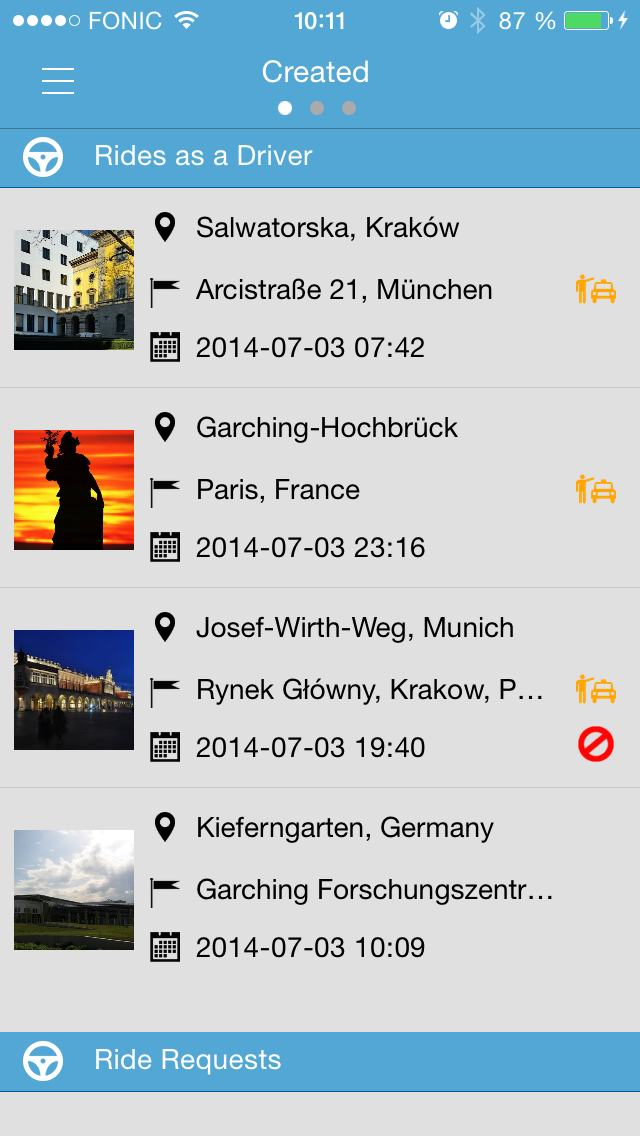 FONIC 10:11 87 %
Created
Rides as a Driver
Salwatorska, Kraków
Arcistraße 21, München
2014-07-03 07:42
Garching-Hochbrück
Paris, France
2014-07-03 23:16
Josef-Wirth-Weg, Munich
Rynek Główny, Krakow, P...
2014-07-03 19:40
Kieferngarten, Germany
Garching Forschungszentr...
2014-07-03 10:09
Ride Requests